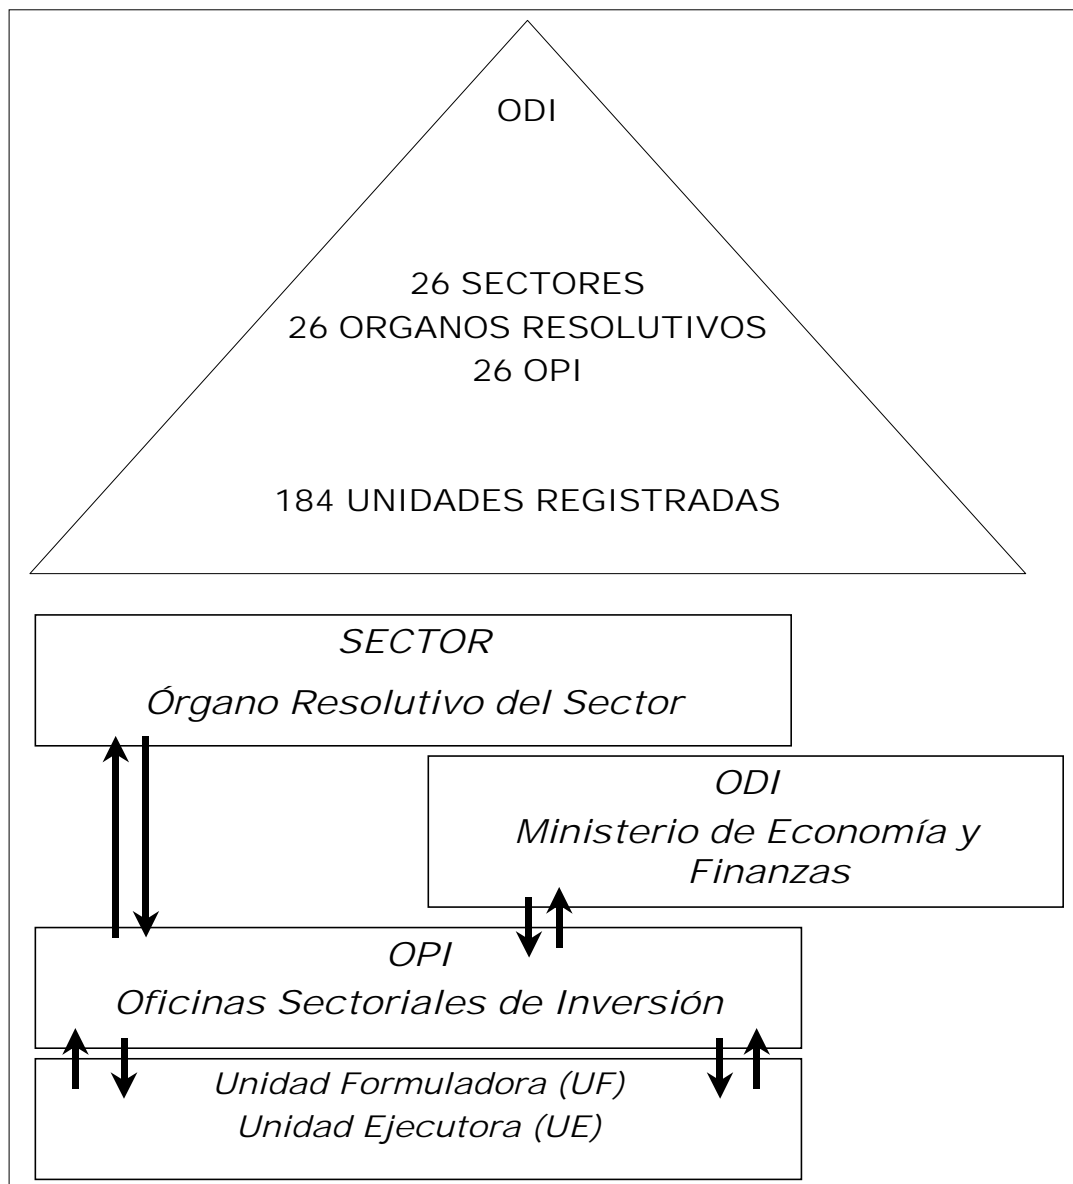 ODI
26 SECTORES
26 ORGANOS RESOLUTIVOS
26 OPI
184 UNIDADES REGISTRADAS
SECTOR
Órgano Resolutivo del Sector
ODI
Ministerio de Economía y
Finanzas
OPI
Oficinas Sectoriales de Inversión
Unidad Formuladora (UF)
Unidad Ejecutora (UE)